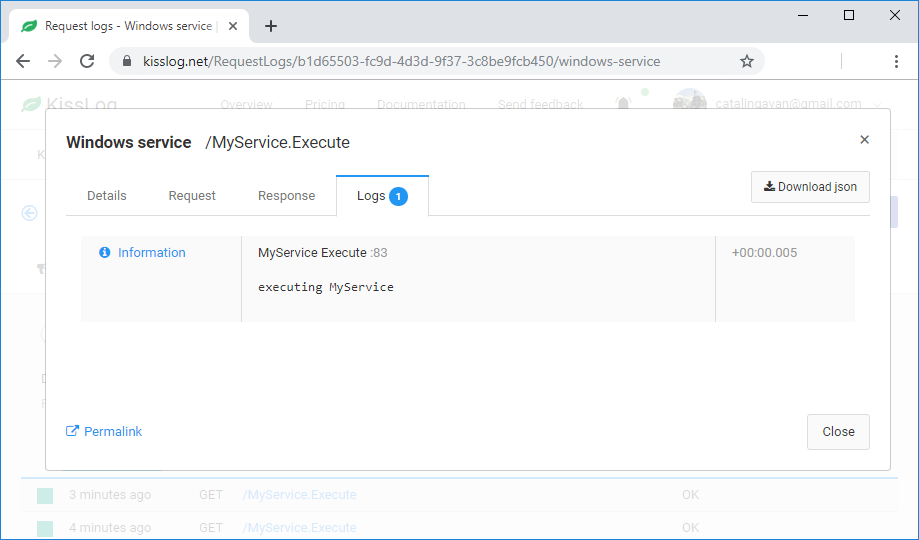 Request logs - Windows service |
kisslog.net/RequestLogs/b1d65503-fc9d-4d3d-9f37-3c8be9fcb450/windows-service
KissLog Overview Pricing Documentation Send feedback catalingavan@gmail.com
Windows service /MyService.Execute
Details Request Response Logs 1 Download json
Information MyService Execute :83 +00:00.005
executing MyService
Permalink Close
3 minutes ago GET /MyService.Execute OK
4 minutes ago GET /MyService.Execute OK